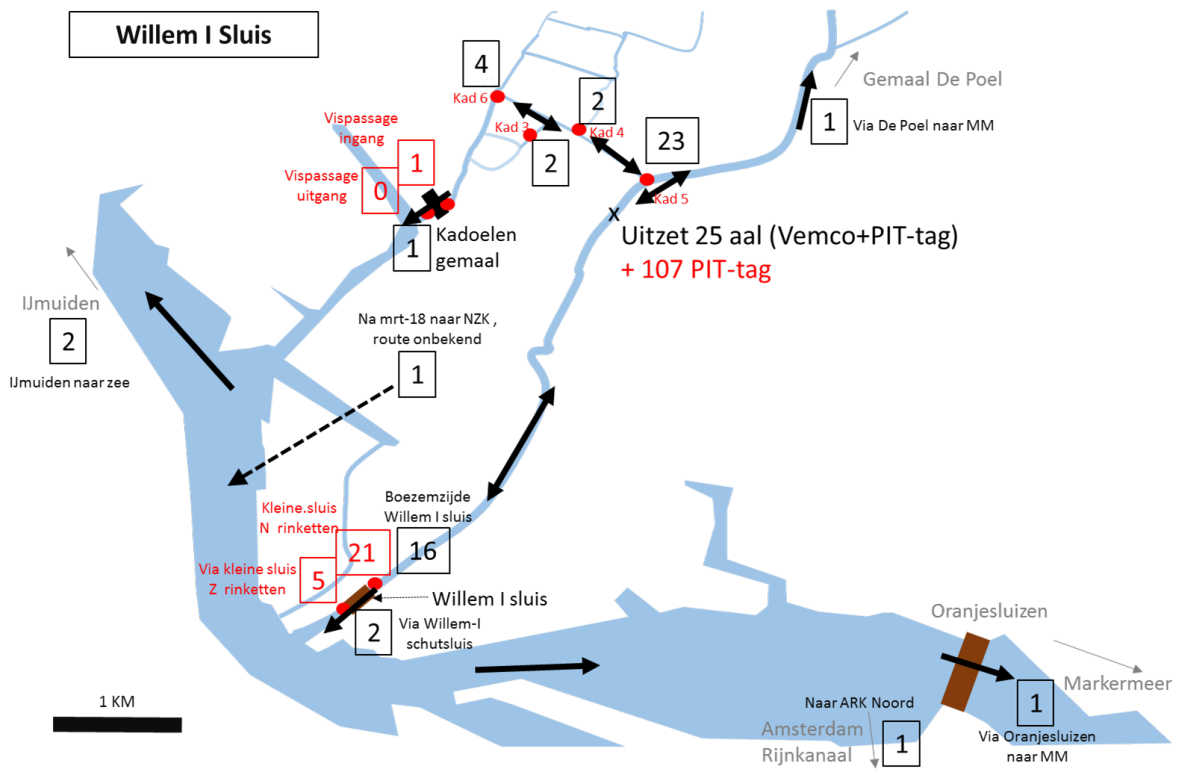 Willem I Sluis
4
Kad 6
2
Kad 3
Kad 4
2
23
Kad 5
Gemaal De Poel
1
Via De Poel naar MM
Vispassage
ingang
1
Vispassage
uitgang
0
1
Kadoelen
gemaal
x
Uitzet 25 aal (Vemco+PIT-tag)
+ 107 PIT-tag
IJmuiden
2
IJmuiden naar zee
Na mrt-18 naar NZK ,
route onbekend
1
Kleine.sluis
N rinketten
21
Boezemzijde
Willem I sluis
16
Via kleine sluis
Z rinketten
5
Willem I sluis
2
Via Willem-I
schutsluis
Oranjesluizen
Markermeer
1
Via Oranjesluizen
naar MM
Naar ARK Noord
Amsterdam
Rijnkanaal
1
1 KM